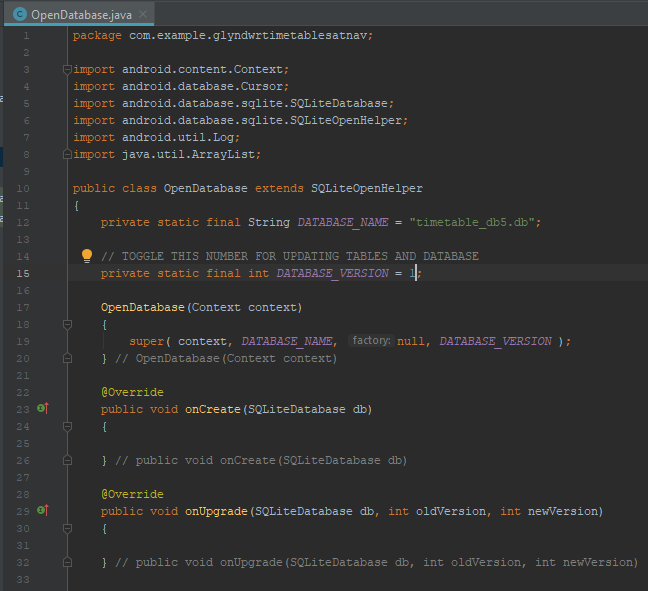 OpenDatabase.java
1 package com.example.glyndwrtimetablesatnav;
2
3 import android.content.Context;
4 import android.database.Cursor;
5 import android.database.sqlite.SQLiteDatabase;
6 import android.database.sqlite.SQLiteOpenHelper;
7 import android.util.Log;
8 import java.util.ArrayList;
9
10 public class OpenDatabase extends SQLiteOpenHelper
11 {
12 private static final String DATABASE_NAME = "timetable_db5.db";
13
14 // TOGGLE THIS NUMBER FOR UPDATING TABLES AND DATABASE
15 private static final int DATABASE_VERSION = 1;
16
17 OpenDatabase(Context context)
18 {
19 super( context, DATABASE_NAME, factory: null, DATABASE_VERSION );
20 } // OpenDatabase(Context context)
21
22 @Override
23 public void onCreate(SQLiteDatabase db)
24 {
25
26 } // public void onCreate(SQLiteDatabase db)
27
28 @Override
29 public void onUpgrade(SQLiteDatabase db, int oldVersion, int newVersion)
30 {
31
32 } // public void onUpgrade(SQLiteDatabase db, int oldVersion, int newVersion)
33